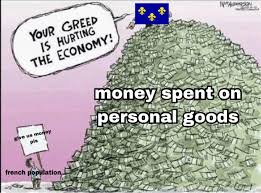 YOUR GREED
IS HURTING
THE ECONOMY!
money spent on
personal goods
give us money
pls
french population